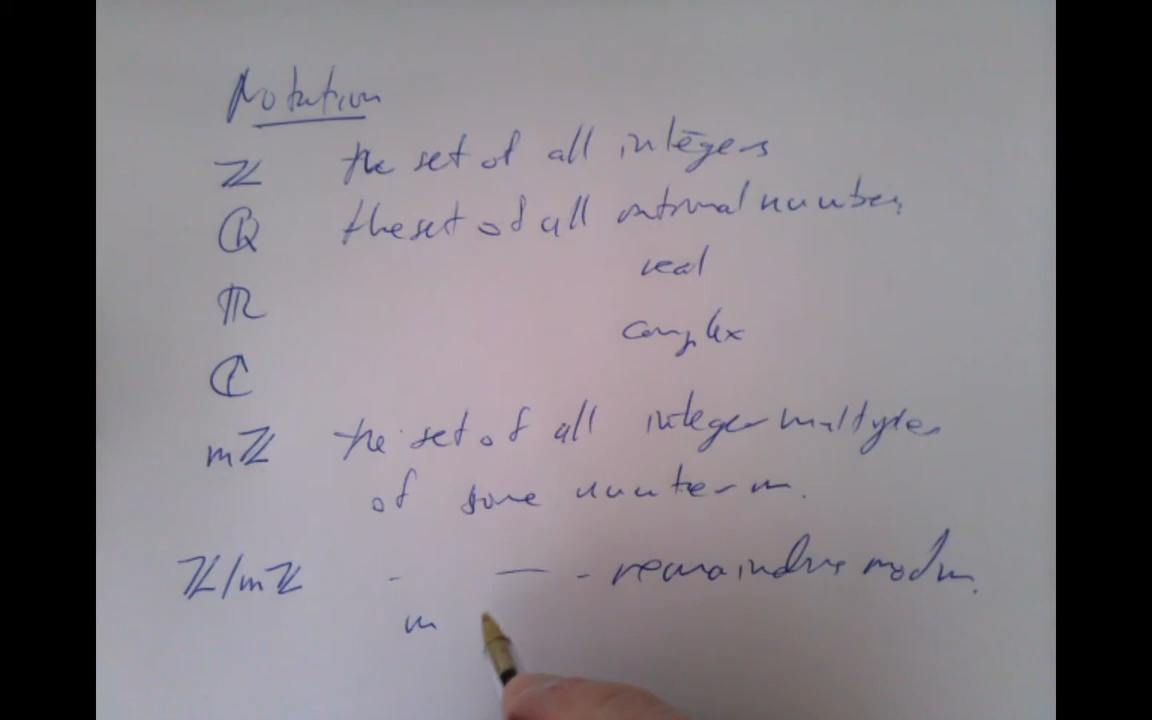 Notation
ℤ the set of all integers
ℚ the set of all rational numbers
ℝ real
ℂ complex
mℤ the set of all integer multiples
of some number m.
ℤ/mℤ - — - remainders mod m.
m